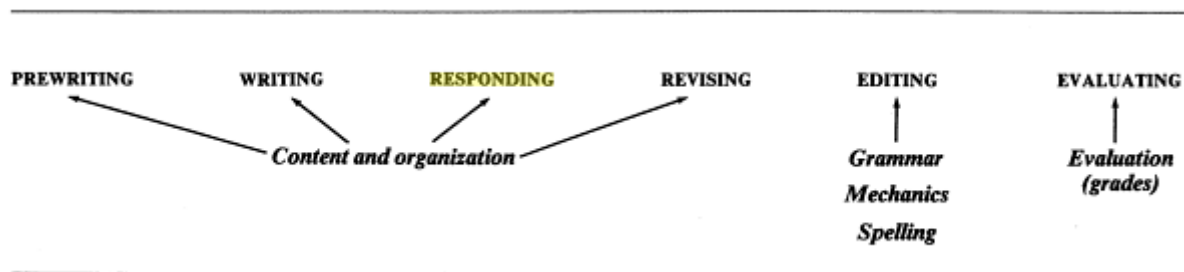 PREWRITING WRITING RESPONDING REVISING EDITING EVALUATING
Content and organization Grammar Evaluation
(grades)
Mechanics
Spelling